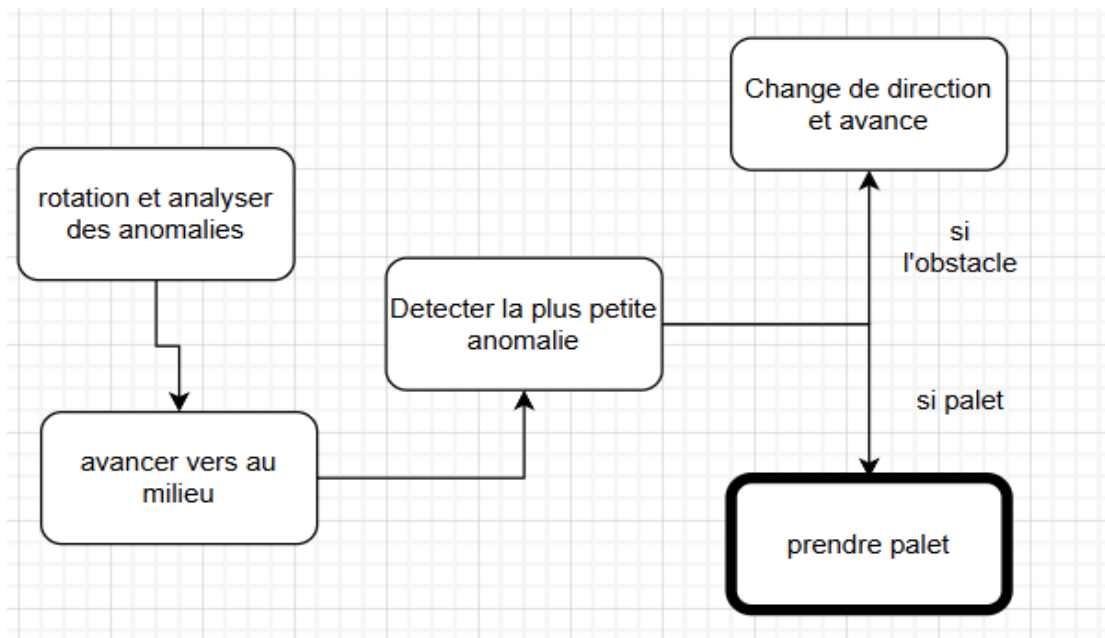 rotation et analyser
des anomalies
avancer vers au
milieu
Detecter la plus petite
anomalie
Change de direction
et avance
si
l'obstacle
si palet
prendre palet